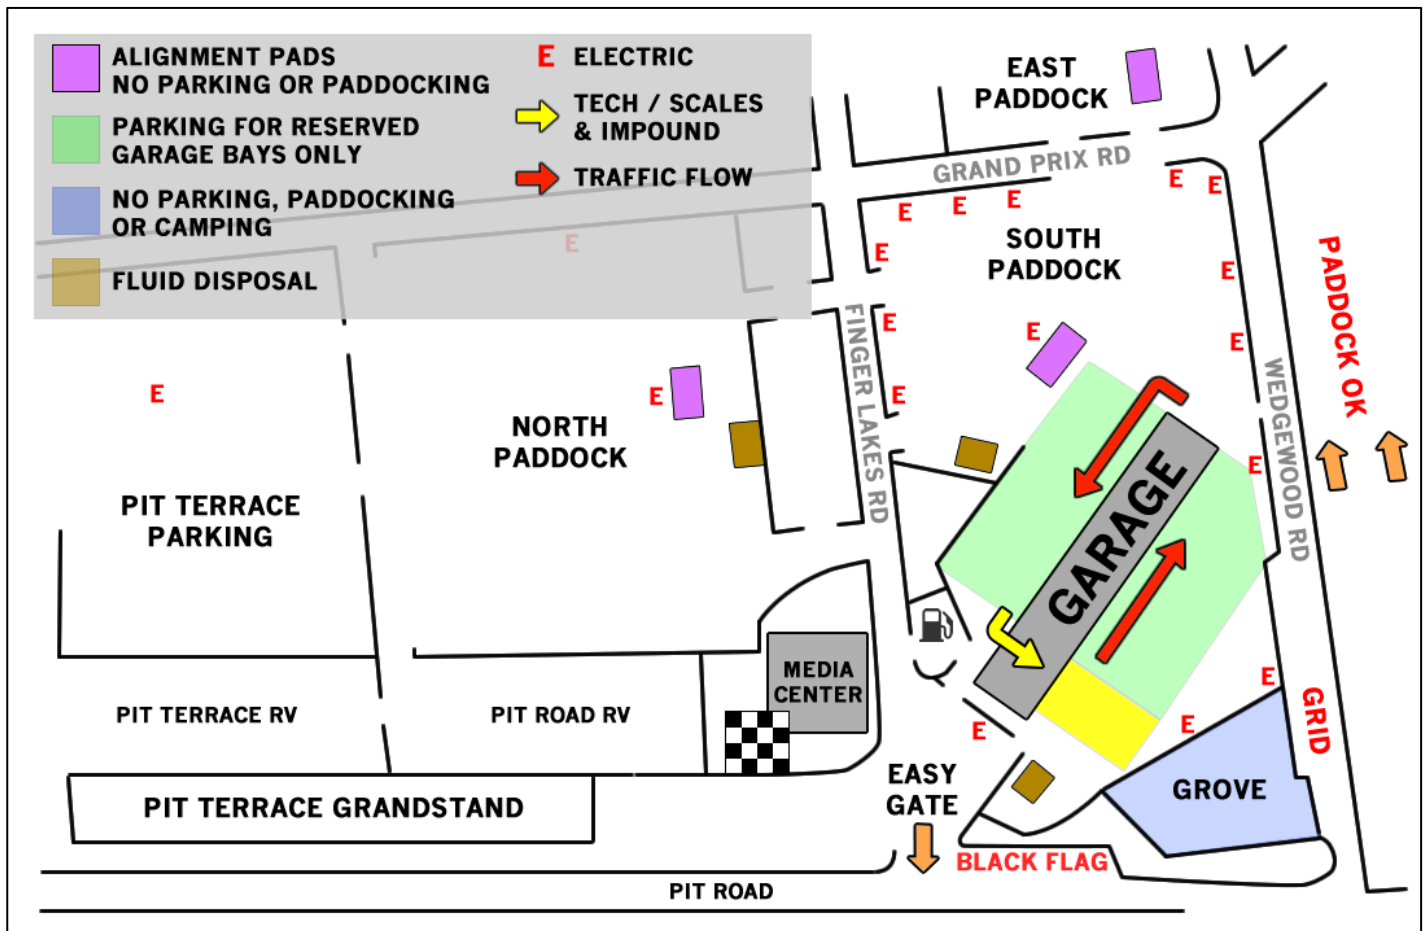 ALIGNMENT PADS
NO PARKING OR PADDOCKING
PARKING FOR RESERVED
GARAGE BAYS ONLY
NO PARKING, PADDOCKING
OR CAMPING
FLUID DISPOSAL
E ELECTRIC
TECH / SCALES
& IMPOUND
TRAFFIC FLOW
EAST
PADDOCK
GRAND PRIX RD
E
E
E
E
E
E
E
SOUTH
PADDOCK
E
E
E
E
E
E
E
E
FINGER LAKES RD
WEDGEWOOD RD
PADDOCK OK
E
E
NORTH
PADDOCK
PIT TERRACE
PARKING
GARAGE
MEDIA
CENTER
PIT TERRACE RV
PIT ROAD RV
E
E
E
GRID
EASY
GATE
GROVE
PIT TERRACE GRANDSTAND
BLACK FLAG
PIT ROAD